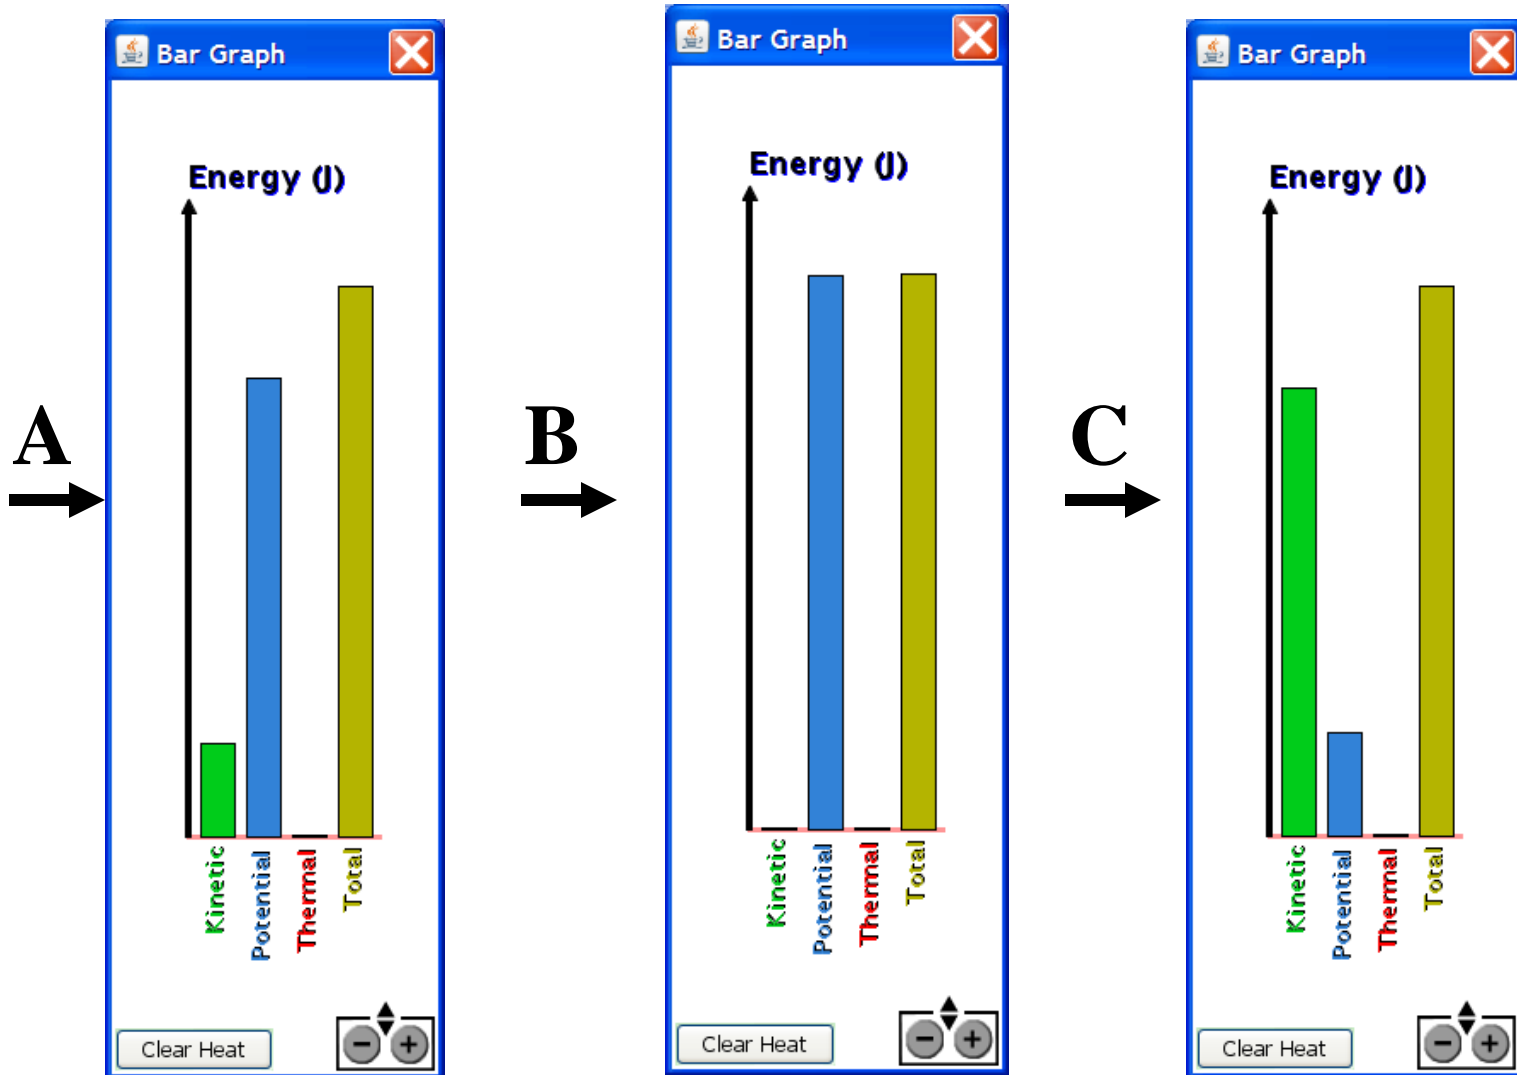 A
Bar Graph
Energy (J)
Kinetic
Potential
Thermal
Total
Clear Heat
B
Bar Graph
Energy (J)
Kinetic
Potential
Thermal
Total
Clear Heat
C
Bar Graph
Energy (J)
Kinetic
Potential
Thermal
Total
Clear Heat